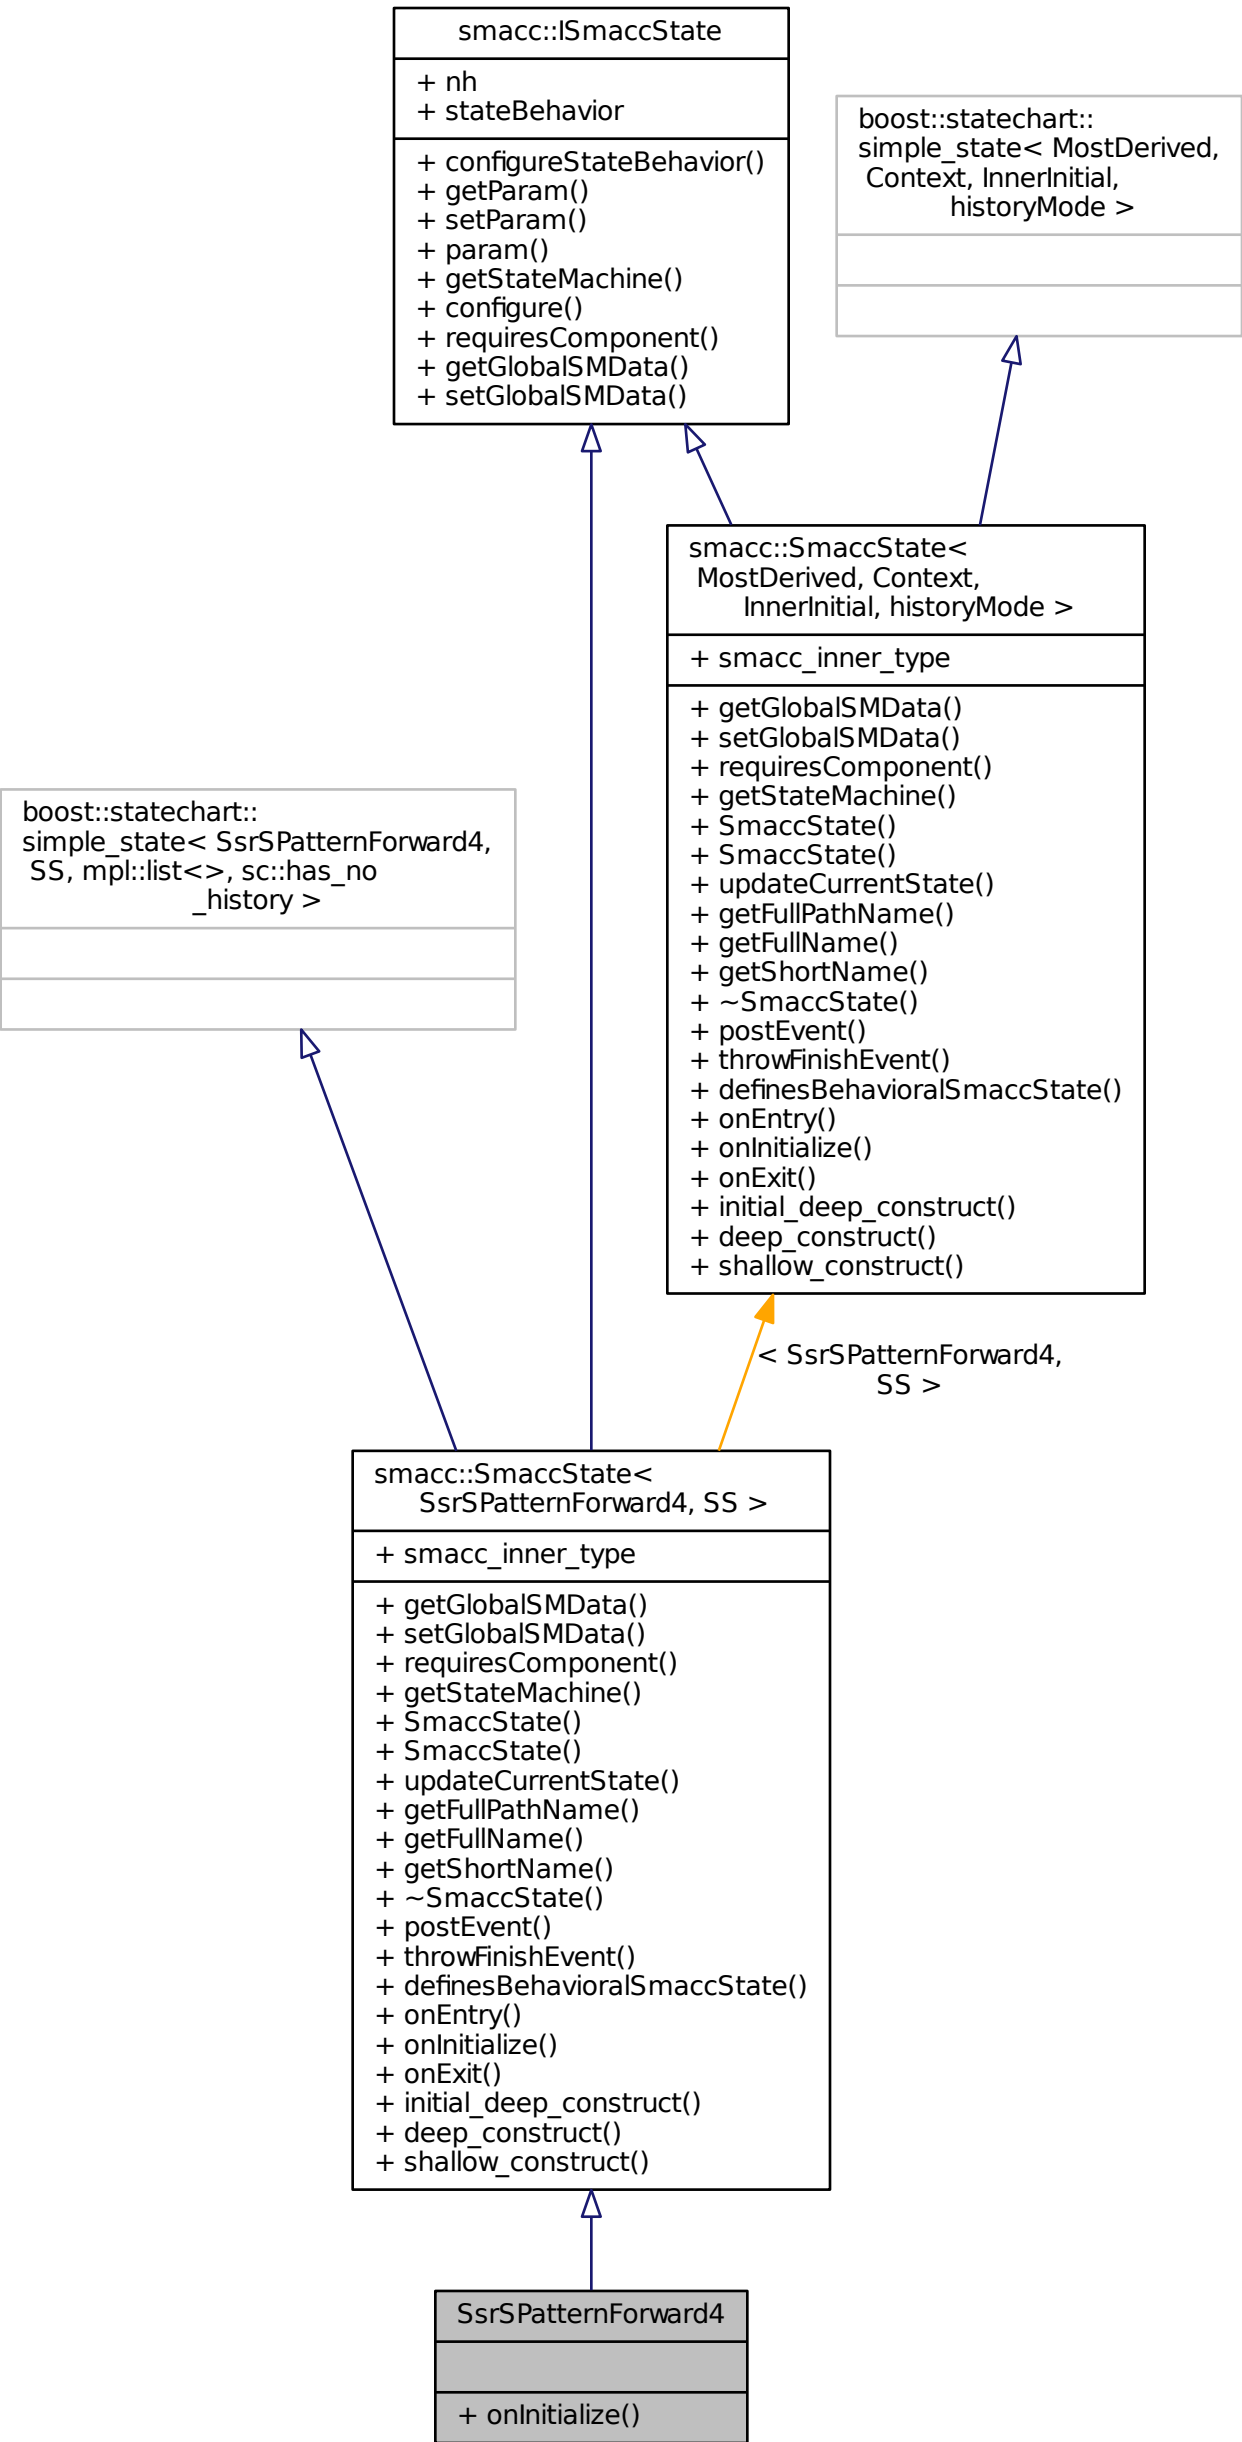 smacc::ISmaccState
+ nh
+ stateBehavior
+ configureStateBehavior()
+ getParam()
+ setParam()
+ param()
+ getStateMachine()
+ configure()
+ requiresComponent()
+ getGlobalSMData()
+ setGlobalSMData()
boost::statechart::
simple_state< MostDerived,
Context, InnerInitial,
historyMode >
smacc::SmaccState<
MostDerived, Context,
InnerInitial, historyMode >
+ smacc_inner_type
+ getGlobalSMData()
+ setGlobalSMData()
+ requiresComponent()
+ getStateMachine()
+ SmaccState()
+ SmaccState()
+ updateCurrentState()
+ getFullPathName()
+ getFullName()
+ getShortName()
+ ~SmaccState()
+ postEvent()
+ throwFinishEvent()
+ definesBehavioralSmaccState()
+ onEntry()
+ onInitialize()
+ onExit()
+ initial_deep_construct()
+ deep_construct()
+ shallow_construct()
boost::statechart::
simple_state< SsrSPatternForward4,
SS, mpl::list<>, sc::has_no
_history >
< SsrSPatternForward4,
SS >
smacc::SmaccState<
SsrSPatternForward4, SS >
+ smacc_inner_type
+ getGlobalSMData()
+ setGlobalSMData()
+ requiresComponent()
+ getStateMachine()
+ SmaccState()
+ SmaccState()
+ updateCurrentState()
+ getFullPathName()
+ getFullName()
+ getShortName()
+ ~SmaccState()
+ postEvent()
+ throwFinishEvent()
+ definesBehavioralSmaccState()
+ onEntry()
+ onInitialize()
+ onExit()
+ initial_deep_construct()
+ deep_construct()
+ shallow_construct()
SsrSPatternForward4
+ onInitialize()